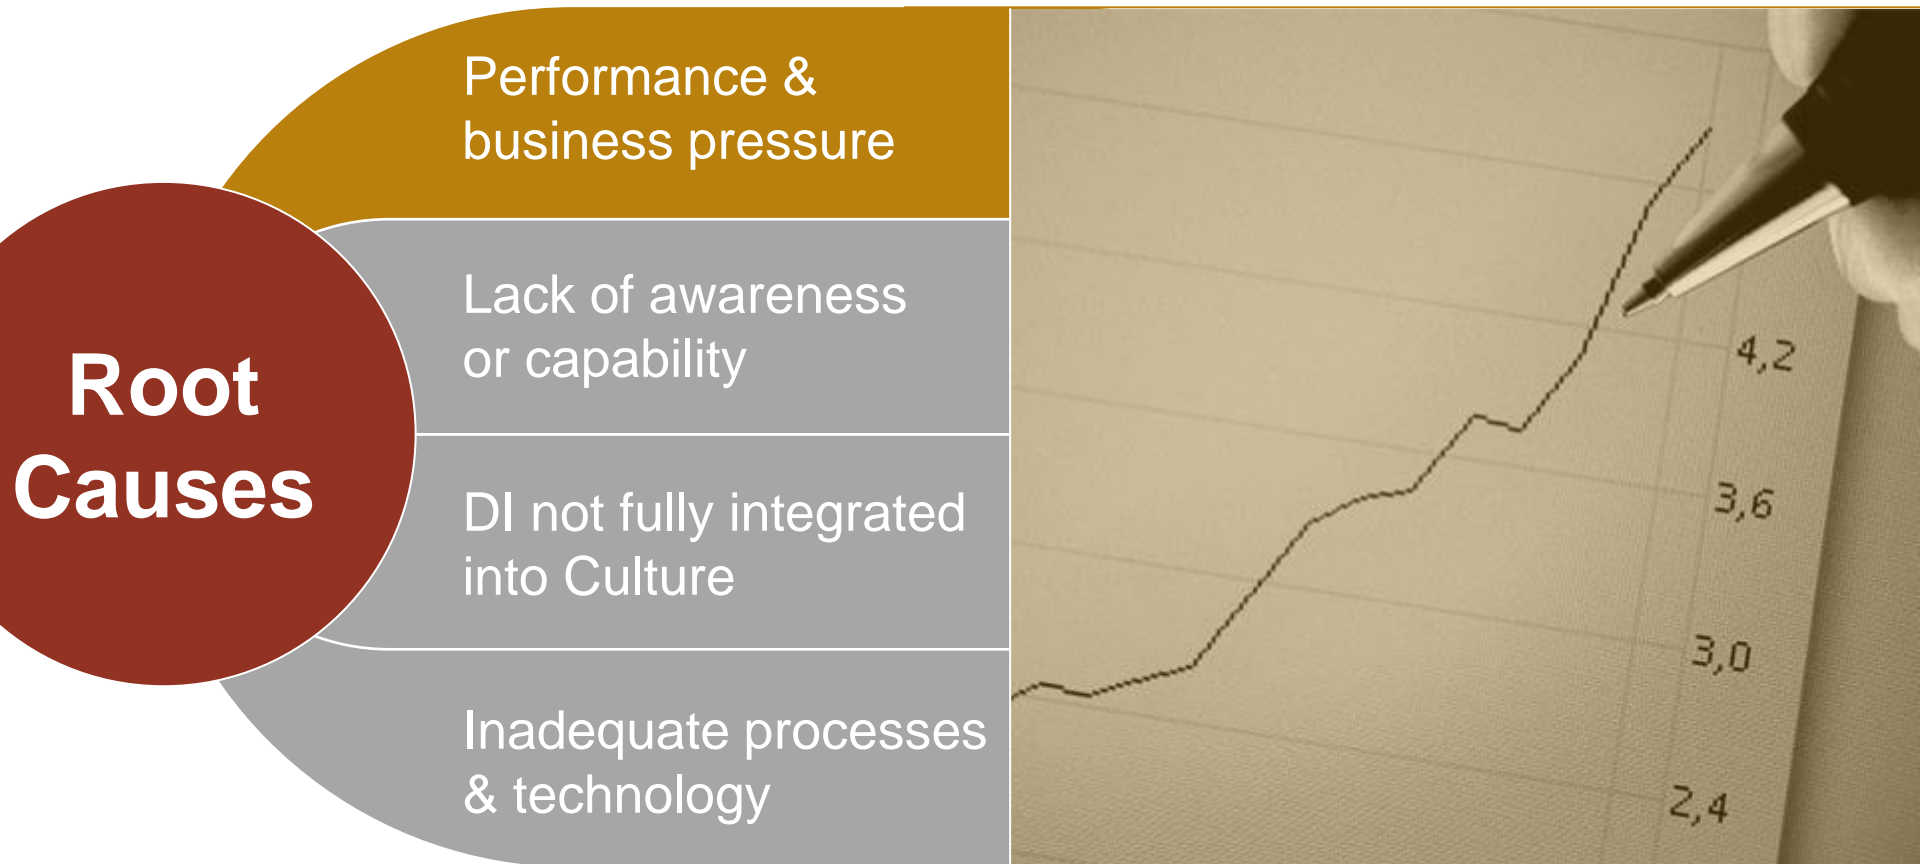 Root
Causes
Performance &
business pressure
Lack of awareness
or capability
DI not fully integrated
into Culture
Inadequate processes
& technology
4,2
3,6
3,0
2,4